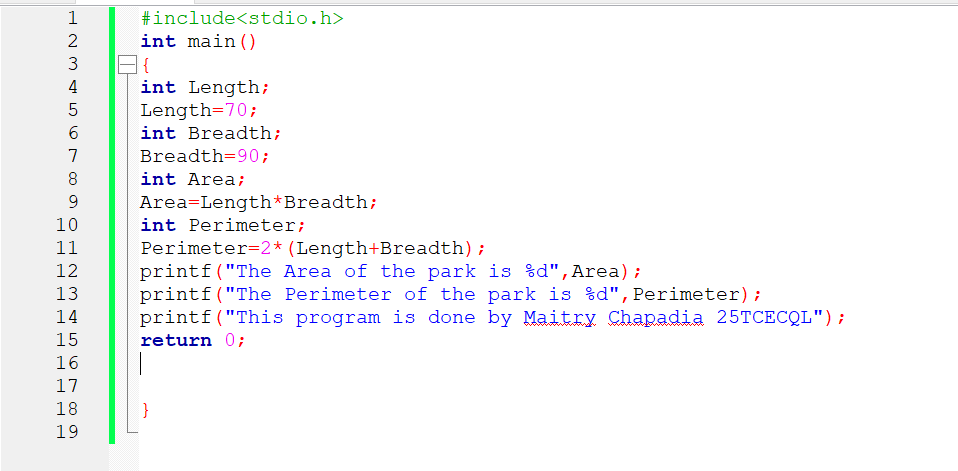 1 #include<stdio.h>
2 int main()
3 {
4 int Length;
5 Length=70;
6 int Breadth;
7 Breadth=90;
8 int Area;
9 Area=Length*Breadth;
10 int Perimeter;
11 Perimeter=2*(Length+Breadth);
12 printf("The Area of the park is %d",Area);
13 printf("The Perimeter of the park is %d",Perimeter);
14 printf("This program is done by Maitry Chapadia 25TCECQL");
15 return 0;
16
17
18 }
19